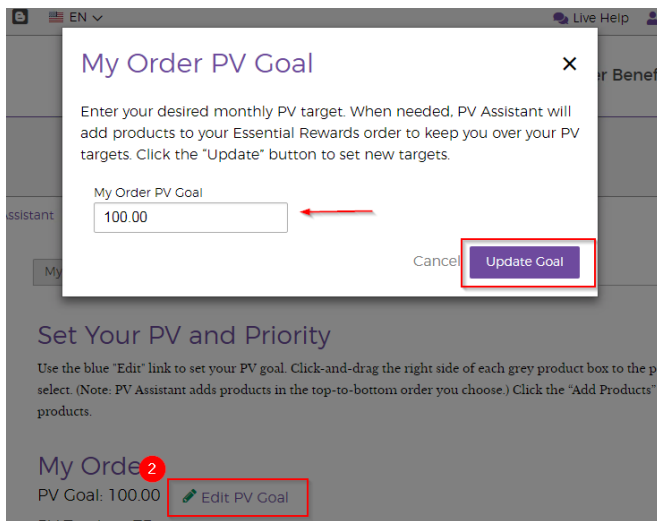 EN
Live Help
My Order PV Goal
er Benef
Enter your desired monthly PV target. When needed, PV Assistant will
add products to your Essential Rewards order to keep you over your PV
targets. Click the "Update" button to set new targets.
My Order PV Goal
ssistant
100.00
Cancel
Update Goal
My
Set Your PV and Priority
Use the blue "Edit" link to set your PV goal. Click-and-drag the right side of each grey product box to the p
select. (Note: PV Assistant adds products in the top-to-bottom order you choose.) Click the “Add Products”
products.
My Orde
2
PV Goal: 100.00
Edit PV Goal